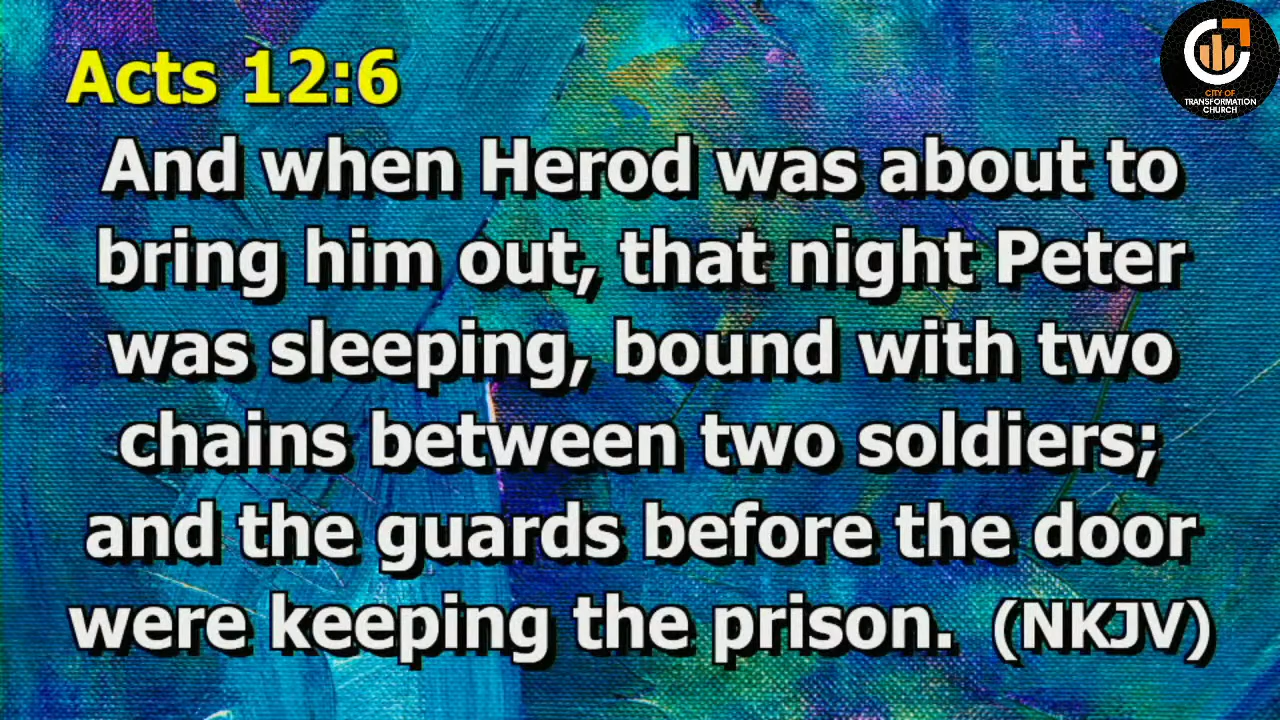 Acts 12:6
And when Herod was about to
bring him out, that night Peter
was sleeping, bound with two
chains between two soldiers;
and the guards before the door
were keeping the prison. (NKJV)
CITY OF
TRANSFORMATION
CHURCH